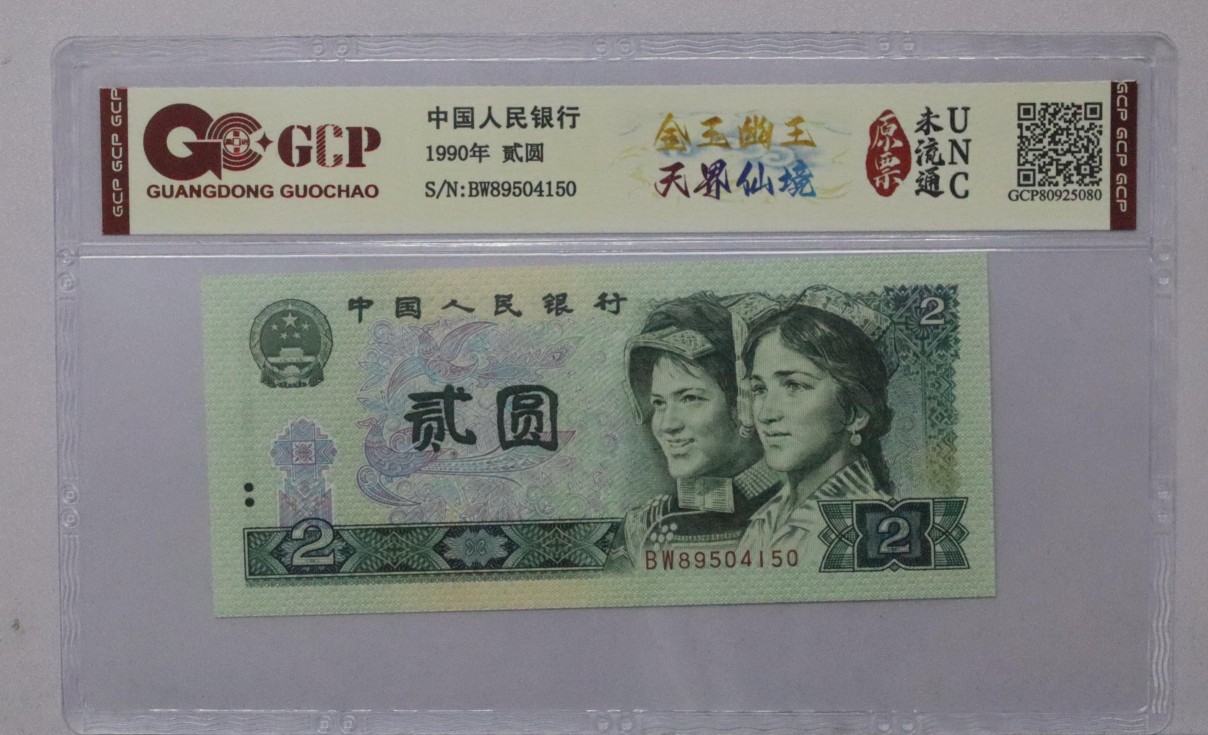 GCP GCP GCP
GCP
GUANGDONG GUOCHAO
中国人民银行
1990年 贰圆
S/N:BW89504150
金玉幽王
天界仙境
原票
未流通
UNC
GCP80925080
GCP GCP GCP
中国人民银行
2
贰圆
2
BW89504150
2